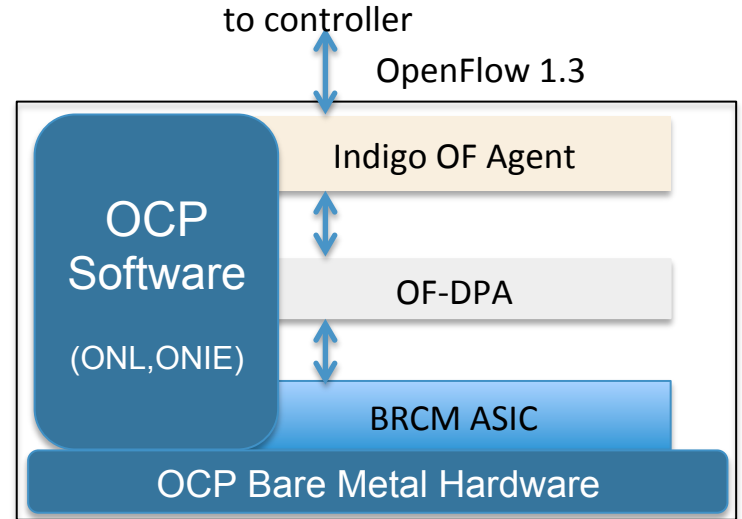 to controller
OpenFlow 1.3
Indigo OF Agent
OCP
Software
(ONL,ONIE)
OF-DPA
BRCM ASIC
OCP Bare Metal Hardware